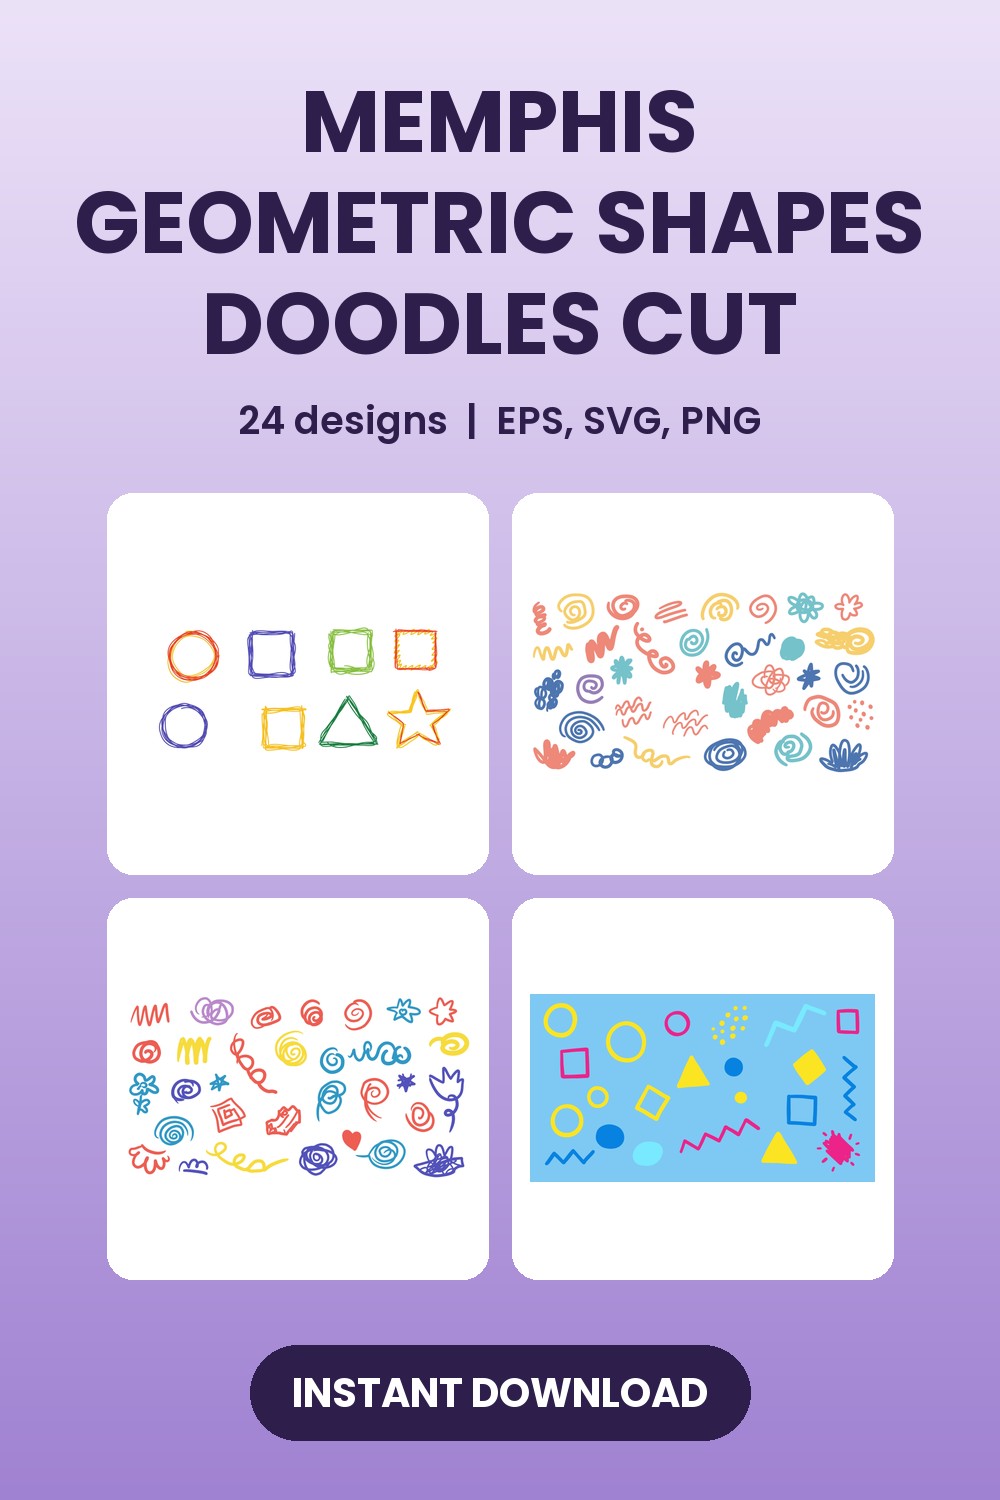 MEMPHIS
GEOMETRIC SHAPES
DOODLES CUT
24 designs | EPS, SVG, PNG
INSTANT DOWNLOAD